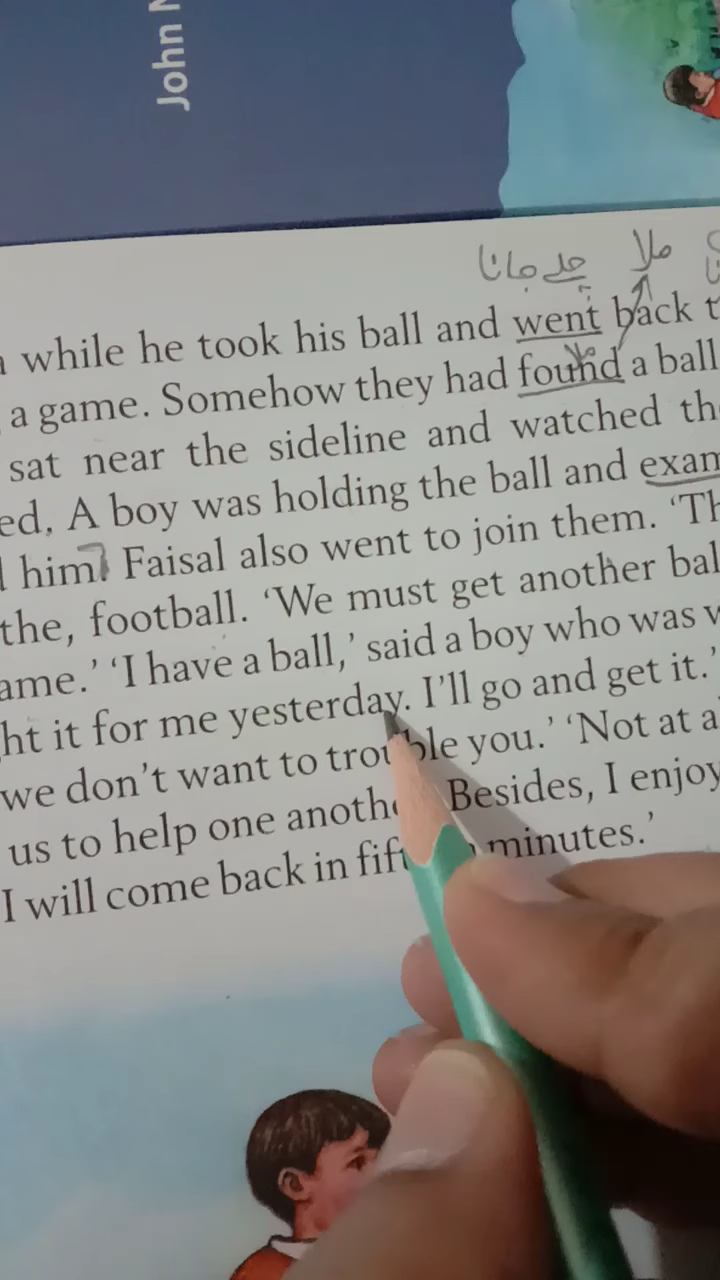 John
چلے جانا ملا
while he took his ball and went back
a game. Somehow they had found a ball
sat near the sideline and watched
ed. A boy was holding the ball and exam
him. Faisal also went to join them. ‘Th
the, football. ‘We must get another bal
ame.’ ‘I have a ball,’ said a boy who was w
ht it for me yesterday. I’ll go and get it.’
we don’t want to trouble you.’ ‘Not at a
us to help one anothe Besides, I enjoy
I will come back in fif minutes.’